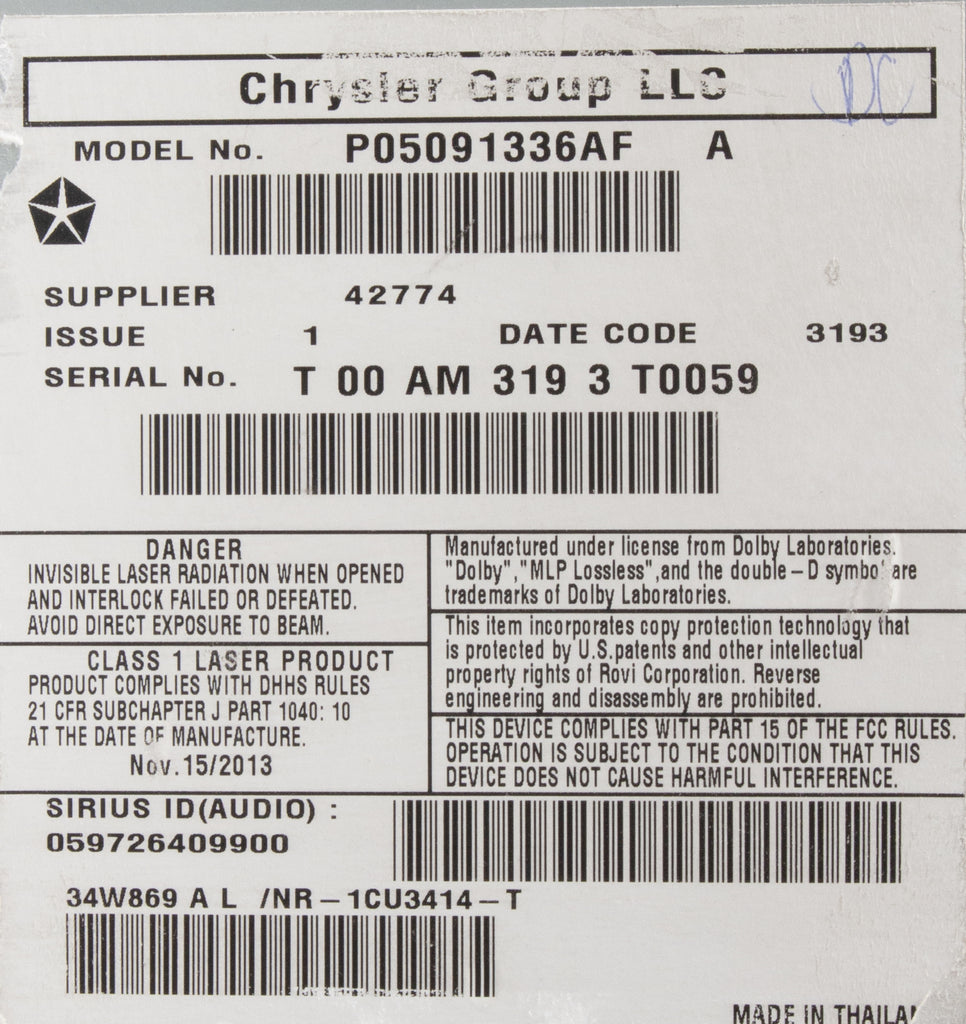 Chrysler Group LLC
DC
MODEL No. P05091336AF A
SUPPLIER 42774
ISSUE 1 DATE CODE 3193
SERIAL No. T 00 AM 319 3 T0059
DANGER
INVISIBLE LASER RADIATION WHEN OPENED
AND INTERLOCK FAILED OR DEFEATED.
AVOID DIRECT EXPOSURE TO BEAM.
CLASS 1 LASER PRODUCT
PRODUCT COMPLIES WITH DHHS RULES
21 CFR SUBCHAPTER J PART 1040: 10
AT THE DATE OF MANUFACTURE.
Nov.15/2013
Manufactured under license from Dolby Laboratories.
"Dolby","MLP Lossless",and the double–D symbol are
trademarks of Dolby Laboratories.
This item incorporates copy protection technology that
is protected by U.S.patents and other intellectual
property rights of Rovi Corporation. Reverse
engineering and disassembly are prohibited.
THIS DEVICE COMPLIES WITH PART 15 OF THE FCC RULES.
OPERATION IS SUBJECT TO THE CONDITION THAT THIS
DEVICE DOES NOT CAUSE HARMFUL INTERFERENCE.
SIRIUS ID(AUDIO) :
059726409900
34W869 A L /NR–1CU3414–T
MADE IN THAILA